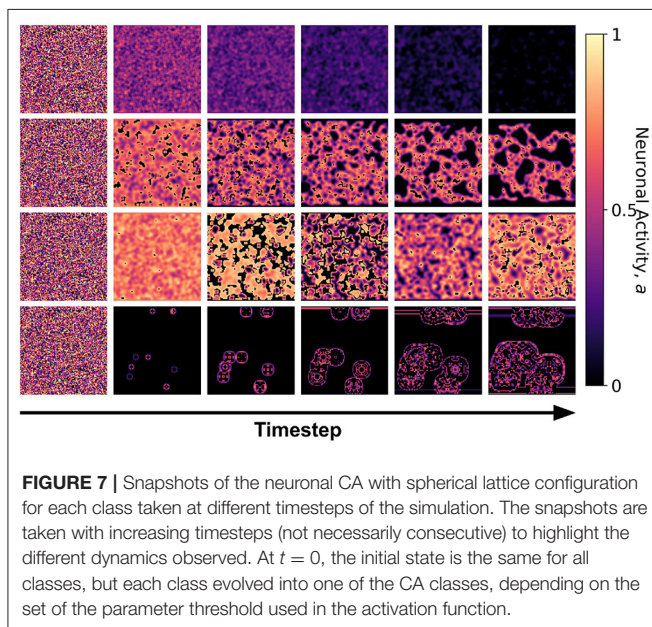 1
0.5
0
Neuronal Activity, a
Timestep
FIGURE 7 | Snapshots of the neuronal CA with spherical lattice configuration
for each class taken at different timesteps of the simulation. The snapshots are
taken with increasing timesteps (not necessarily consecutive) to highlight the
different dynamics observed. At t = 0, the initial state is the same for all
classes, but each class evolved into one of the CA classes, depending on the
set of the parameter threshold used in the activation function.